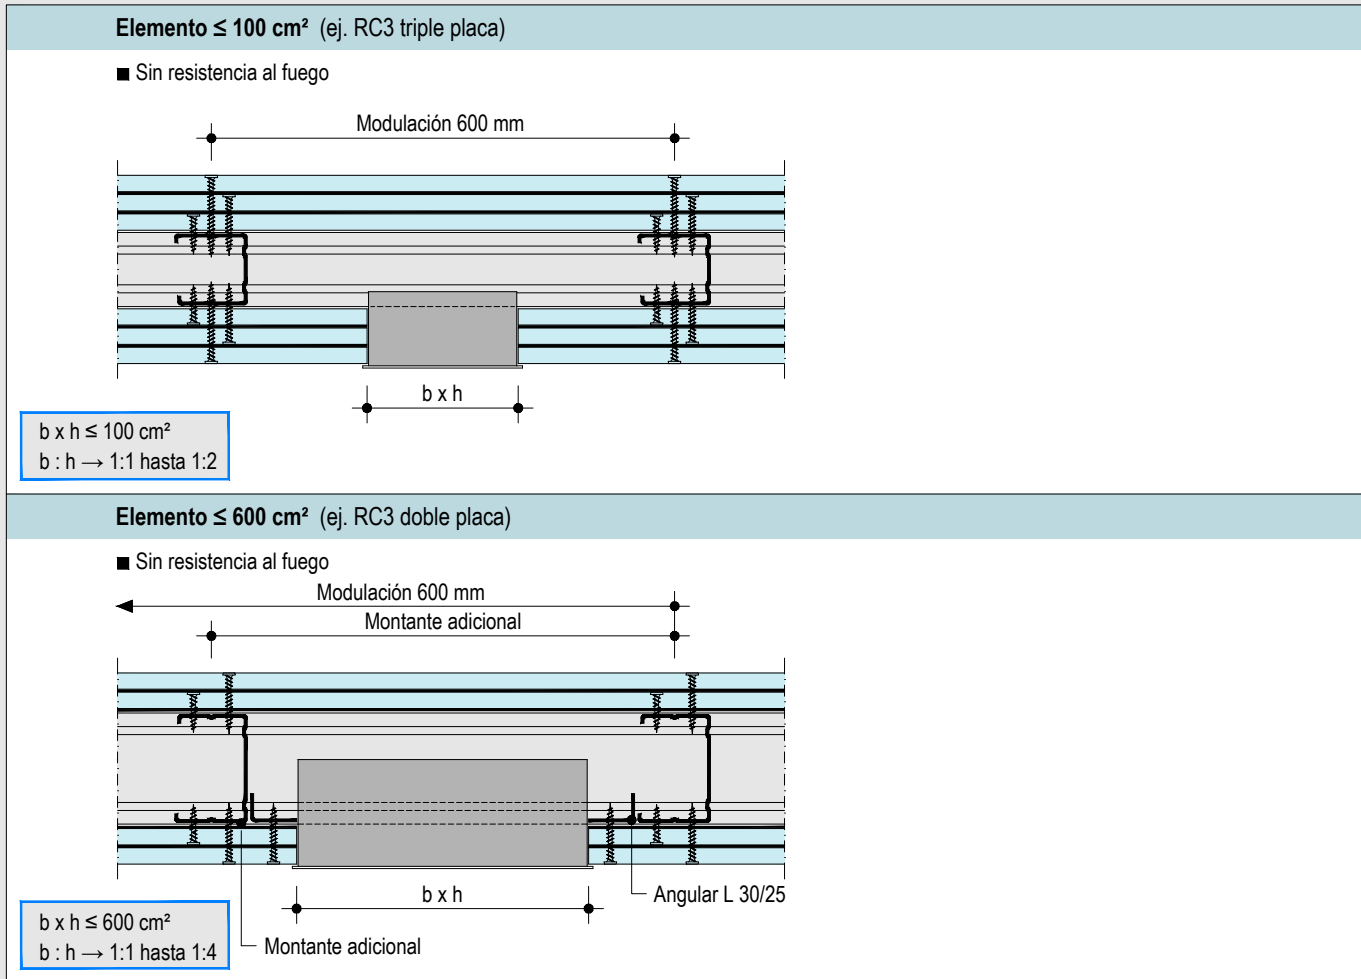 Elemento ≤ 100 cm² (ej. RC3 triple placa)
■ Sin resistencia al fuego
Modulación 600 mm
b x h
b x h ≤ 100 cm²
b : h → 1:1 hasta 1:2
Elemento ≤ 600 cm² (ej. RC3 doble placa)
■ Sin resistencia al fuego
Modulación 600 mm
Montante adicional
b x h
Angular L 30/25
b x h ≤ 600 cm²
b : h → 1:1 hasta 1:4
Montante adicional